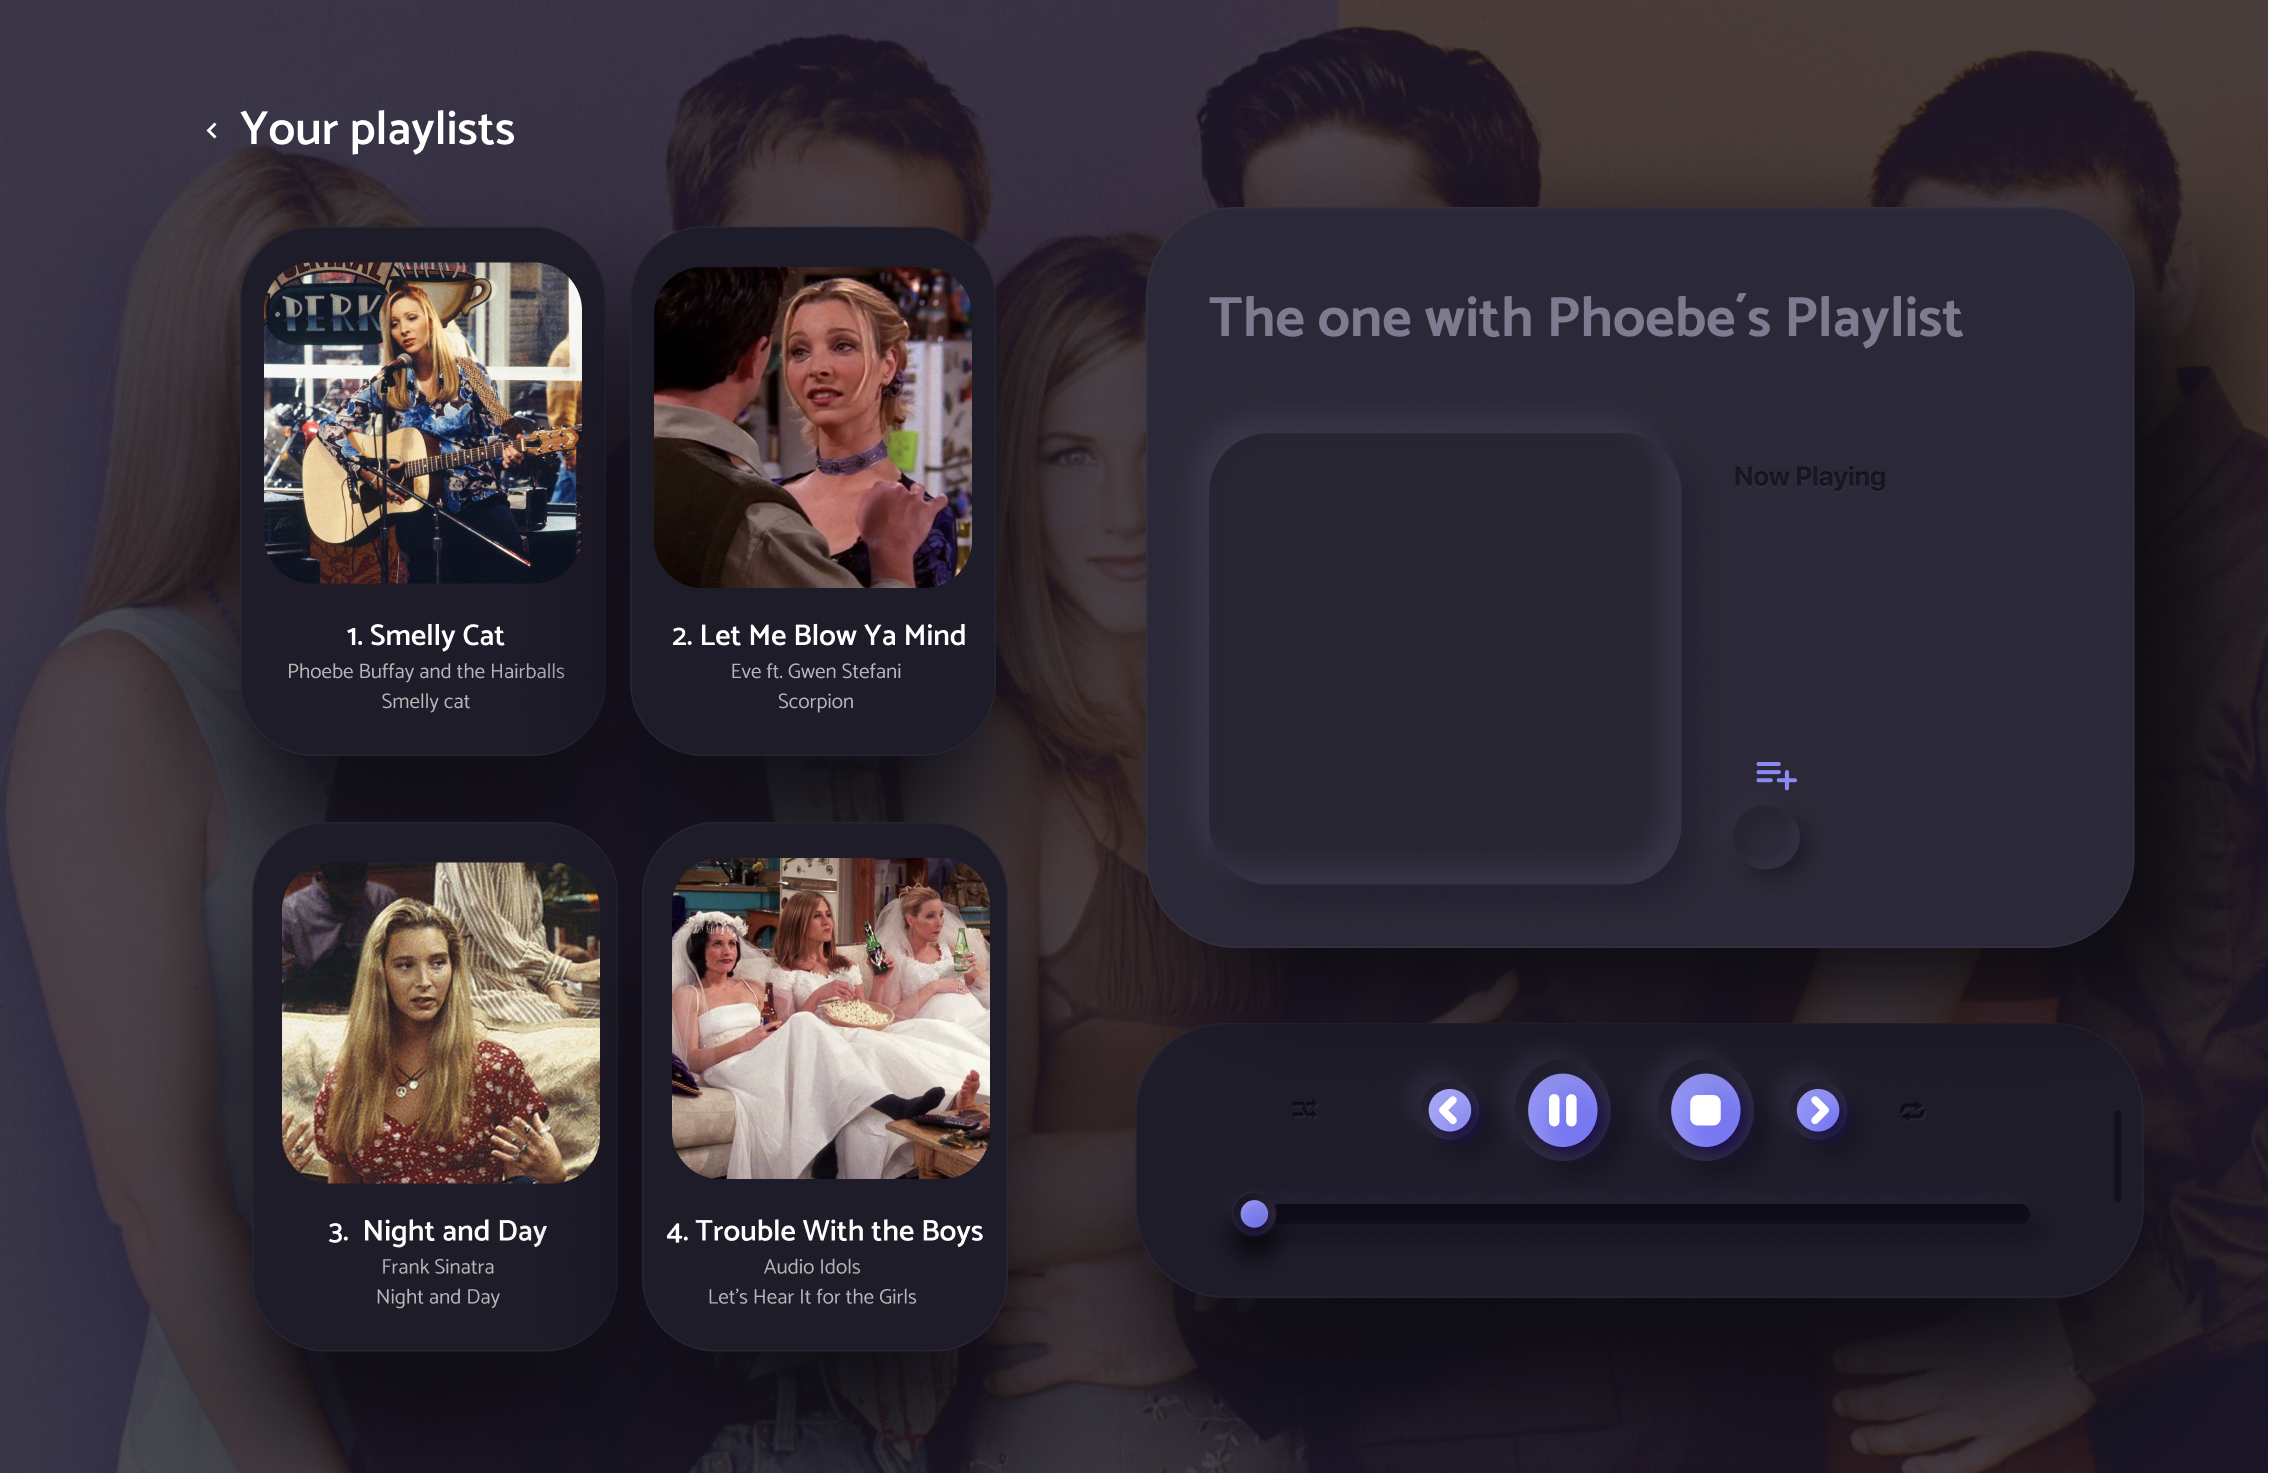 Your playlists
CENTRAL
PERK
1. Smelly Cat
Phoebe Buffay and the Hairballs
Smelly cat
2. Let Me Blow Ya Mind
Eve ft. Gwen Stefani
Scorpion
3. Night and Day
Frank Sinatra
Night and Day
4. Trouble With the Boys
Audio Idols
Let's Hear It for the Girls
The one with Phoebe´s Playlist
Now Playing